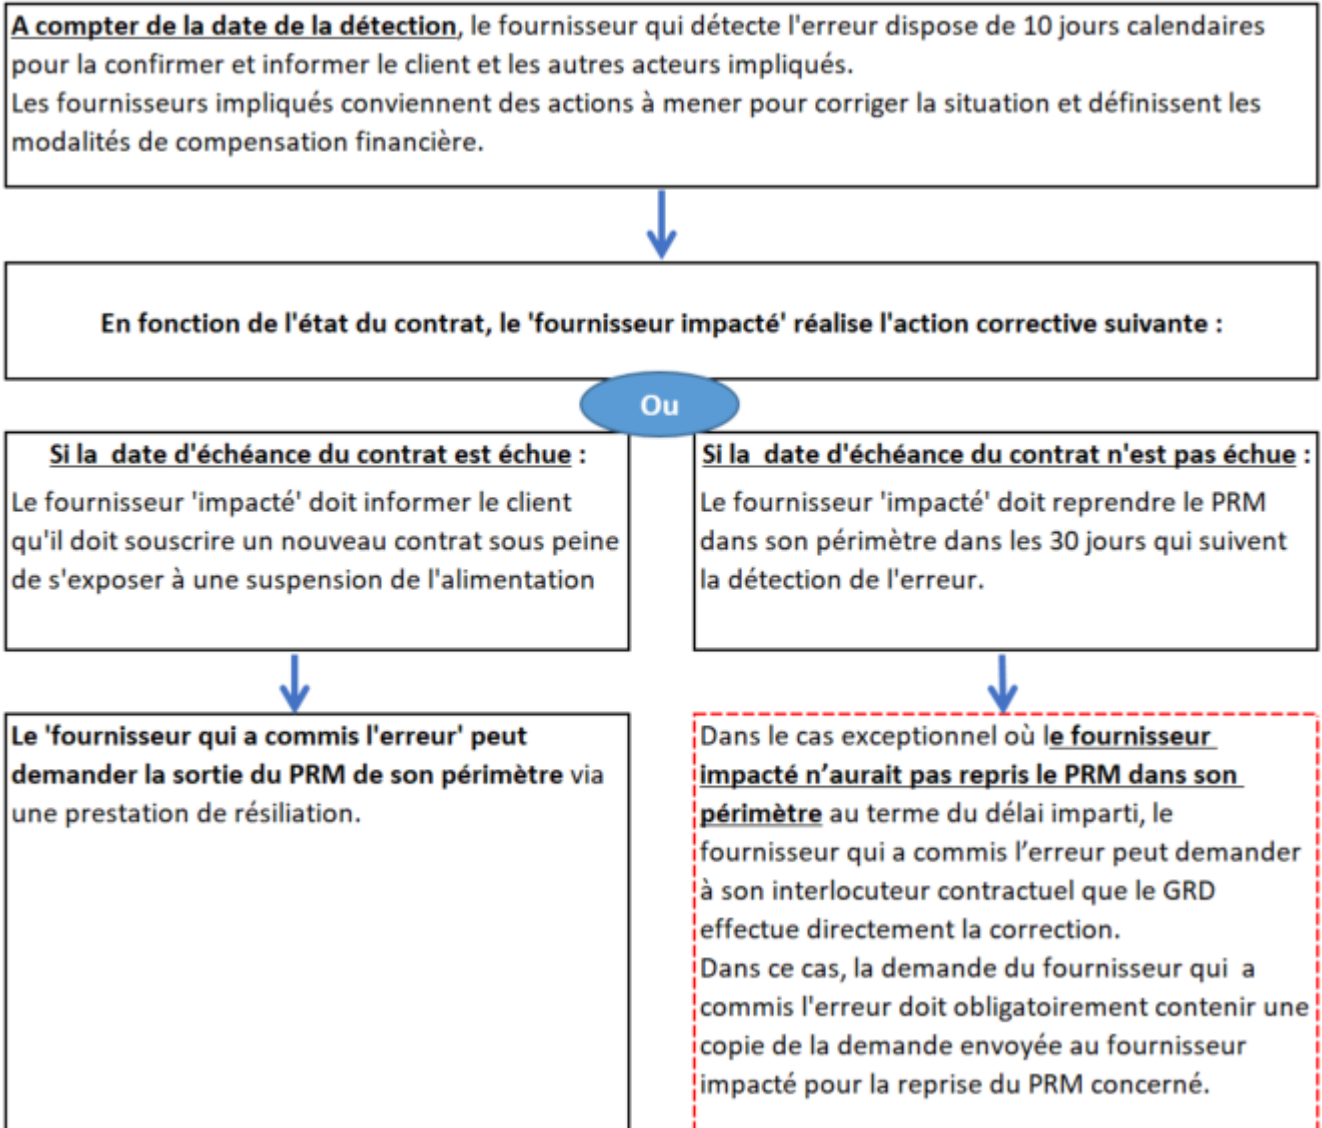 A compter de la date de la détection, le fournisseur qui détecte l'erreur dispose de 10 jours calendaires
pour la confirmer et informer le client et les autres acteurs impliqués.
Les fournisseurs impliqués conviennent des actions à mener pour corriger la situation et définissent les
modalités de compensation financière.
En fonction de l'état du contrat, le 'fournisseur impacté' réalise l'action corrective suivante :
Ou
Si la date d'échéance du contrat est échue :
Le fournisseur 'impacté' doit informer le client
qu'il doit souscrire un nouveau contrat sous peine
de s'exposer à une suspension de l'alimentation
Le 'fournisseur qui a commis l'erreur' peut
demander la sortie du PRM de son périmètre via
une prestation de résiliation.
Si la date d'échéance du contrat n'est pas échue :
Le fournisseur 'impacté' doit reprendre le PRM
dans son périmètre dans les 30 jours qui suivent
la détection de l'erreur.
Dans le cas exceptionnel où le fournisseur
impacté n’aurait pas repris le PRM dans son
périmètre au terme du délai imparti, le
fournisseur qui a commis l’erreur peut demander
à son interlocuteur contractuel que le GRD
effectue directement la correction.
Dans ce cas, la demande du fournisseur qui a
commis l'erreur doit obligatoirement contenir une
copie de la demande envoyée au fournisseur
impacté pour la reprise du PRM concerné.